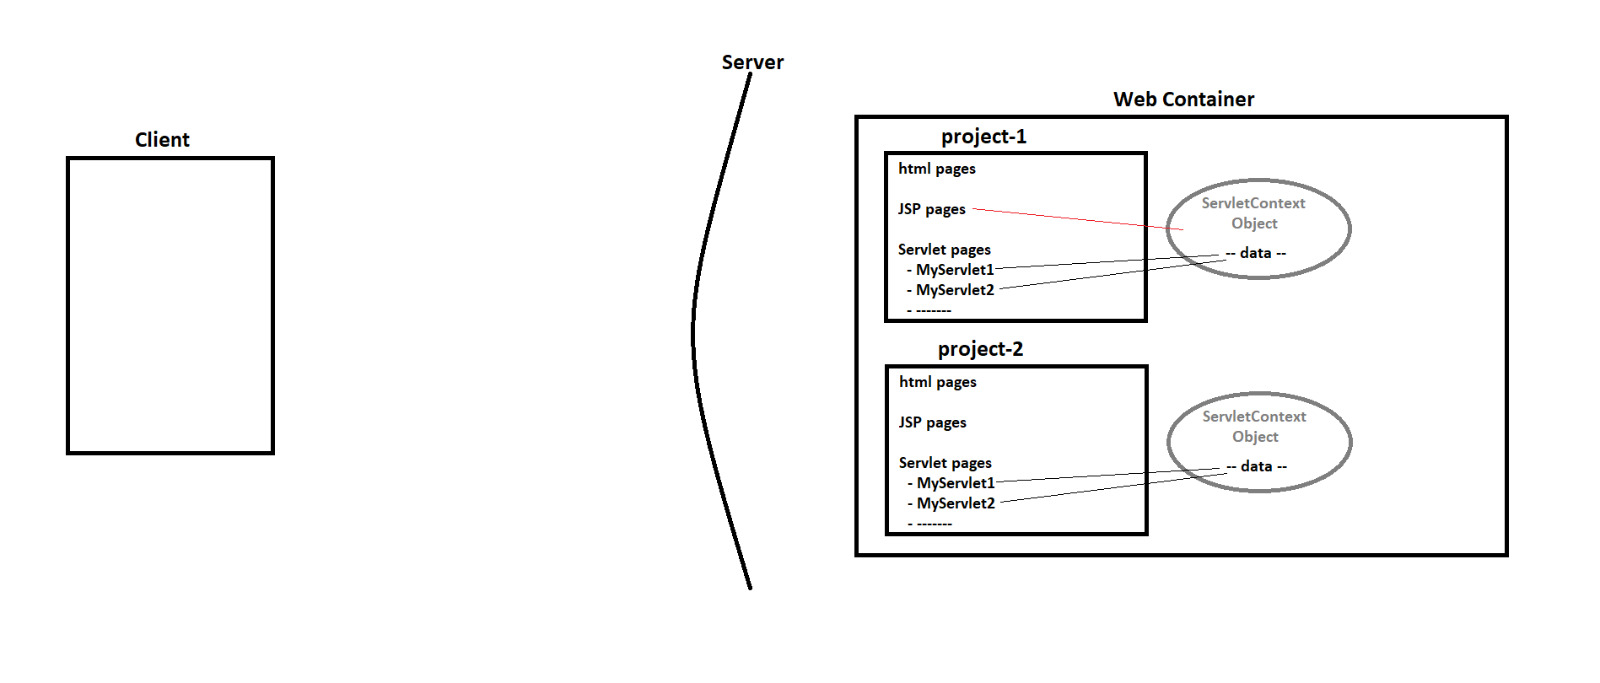 Server
Client
Web Container
project-1
html pages
JSP pages
Servlet pages
- MyServlet1
- MyServlet2
- -------
ServletContext
Object
-- data --
project-2
html pages
JSP pages
Servlet pages
- MyServlet1
- MyServlet2
- -------
ServletContext
Object
-- data --